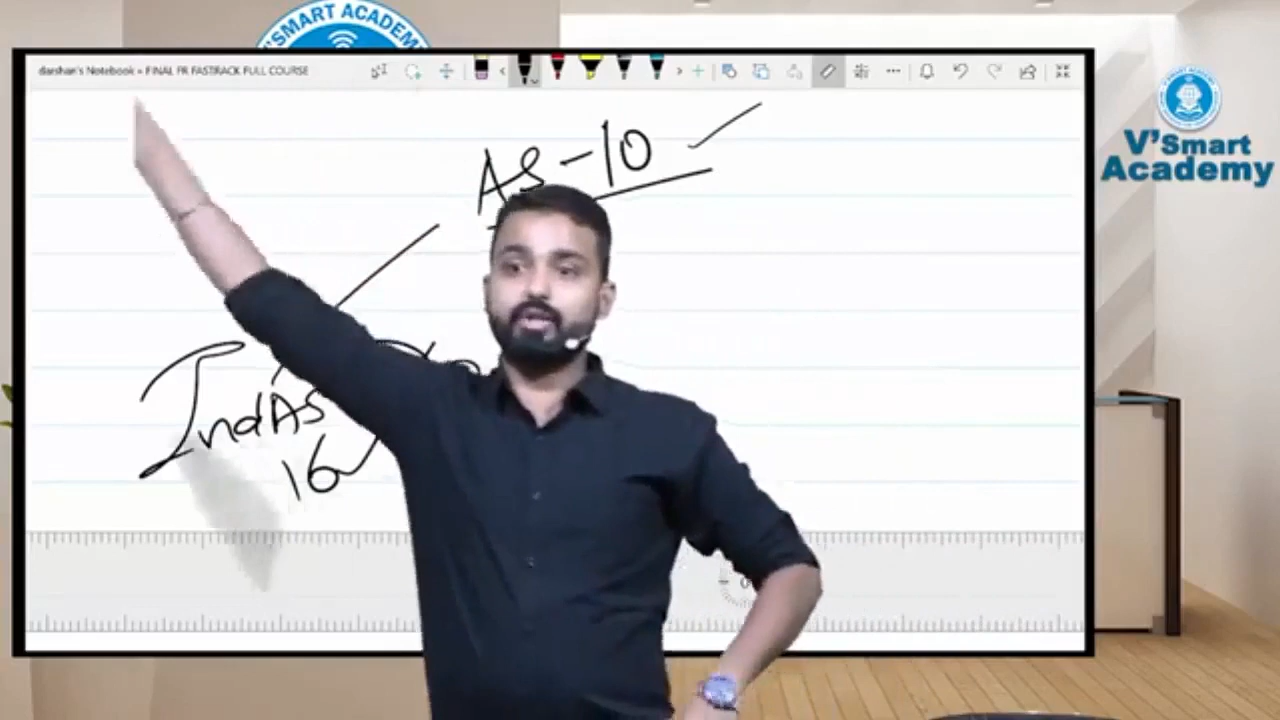 V'SMART ACADEMY
darshan's Notebook » FINAL FR FASTRACK FULL COURSE
AS-10
IndAs
16
V'Smart
Academy